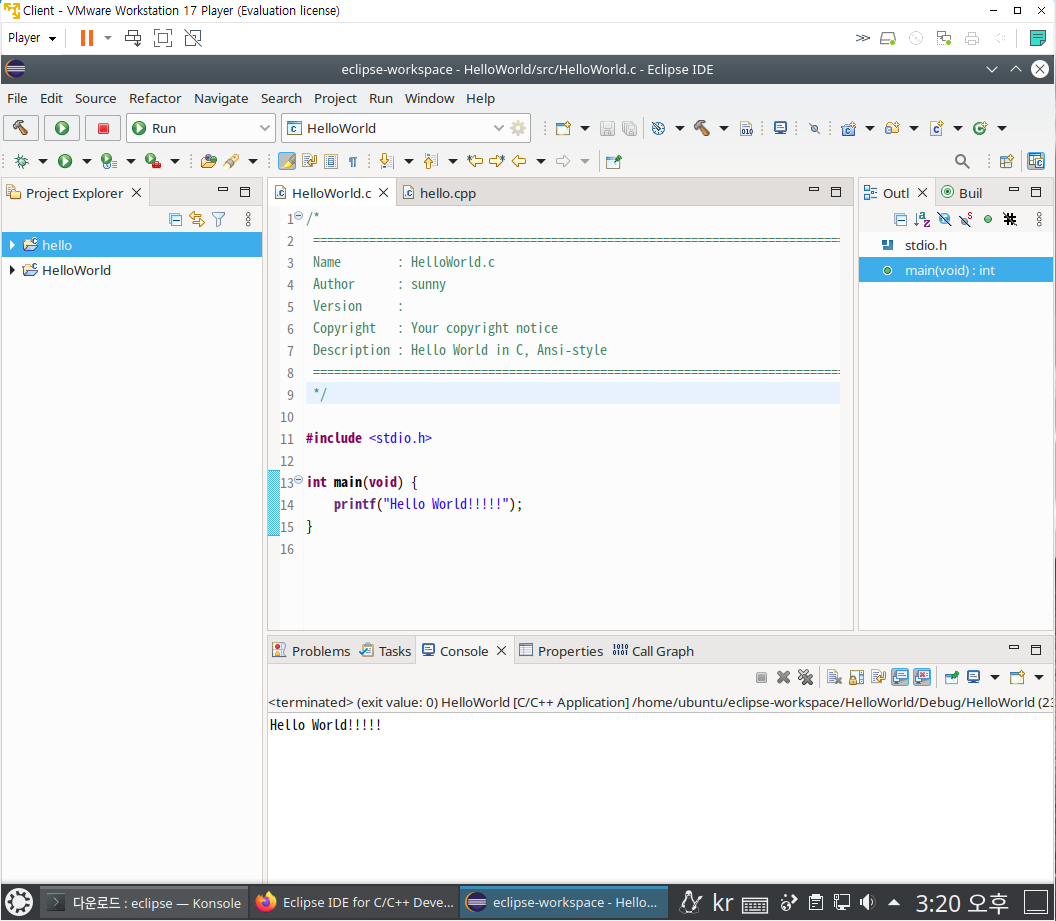 Client - VMware Workstation 17 Player (Evaluation license)
Player
eclipse-workspace - HelloWorld/src/HelloWorld.c - Eclipse IDE
File Edit Source Refactor Navigate Search Project Run Window Help
Run
HelloWorld
010
Project Explorer
hello
HelloWorld
HelloWorld.c
hello.cpp
1 /*
2 ============================================================================
3 Name : HelloWorld.c
4 Author : sunny
5 Version :
6 Copyright : Your copyright notice
7 Description : Hello World in C, Ansi-style
8 ============================================================================
9 */
10
11 #include <stdio.h>
12
13 int main(void) {
14 printf("Hello World!!!!!");
15 }
16
Outl
Buil
stdio.h
main(void) : int
Problems Tasks Console Properties Call Graph
<terminated> (exit value: 0) HelloWorld [C/C++ Application] /home/ubuntu/eclipse-workspace/HelloWorld/Debug/HelloWorld (23
Hello World!!!!!
다운로드 : eclipse — Konsole
Eclipse IDE for C/C++ Deve...
eclipse-workspace - Hello...
kr
3:20 오후